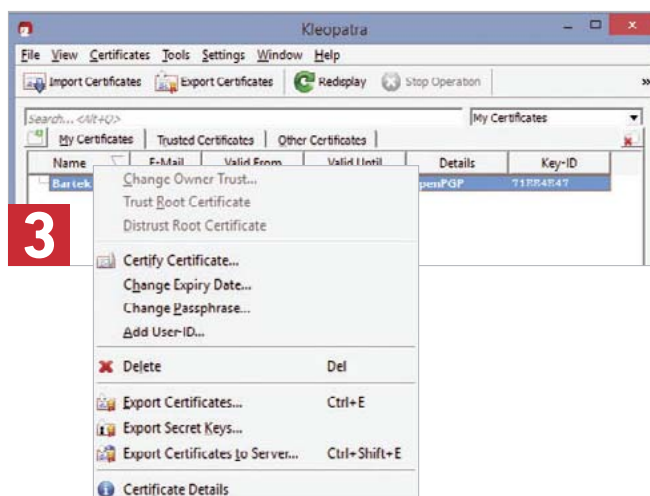 Kleopatra
File View Certificates Tools Settings Window Help
Import Certificates Export Certificates Redisplay Stop Operation »
Search... <Alt+Q> My Certificates
My Certificates Trusted Certificates Other Certificates
Name E-Mail Valid From Valid Until Details Key-ID
Bartek penPGP 71EE4E47
3
Change Owner Trust...
Trust Root Certificate
Distrust Root Certificate
Certify Certificate...
Change Expiry Date...
Change Passphrase...
Add User-ID...
Delete Del
Export Certificates... Ctrl+E
Export Secret Keys...
Export Certificates to Server... Ctrl+Shift+E
Certificate Details